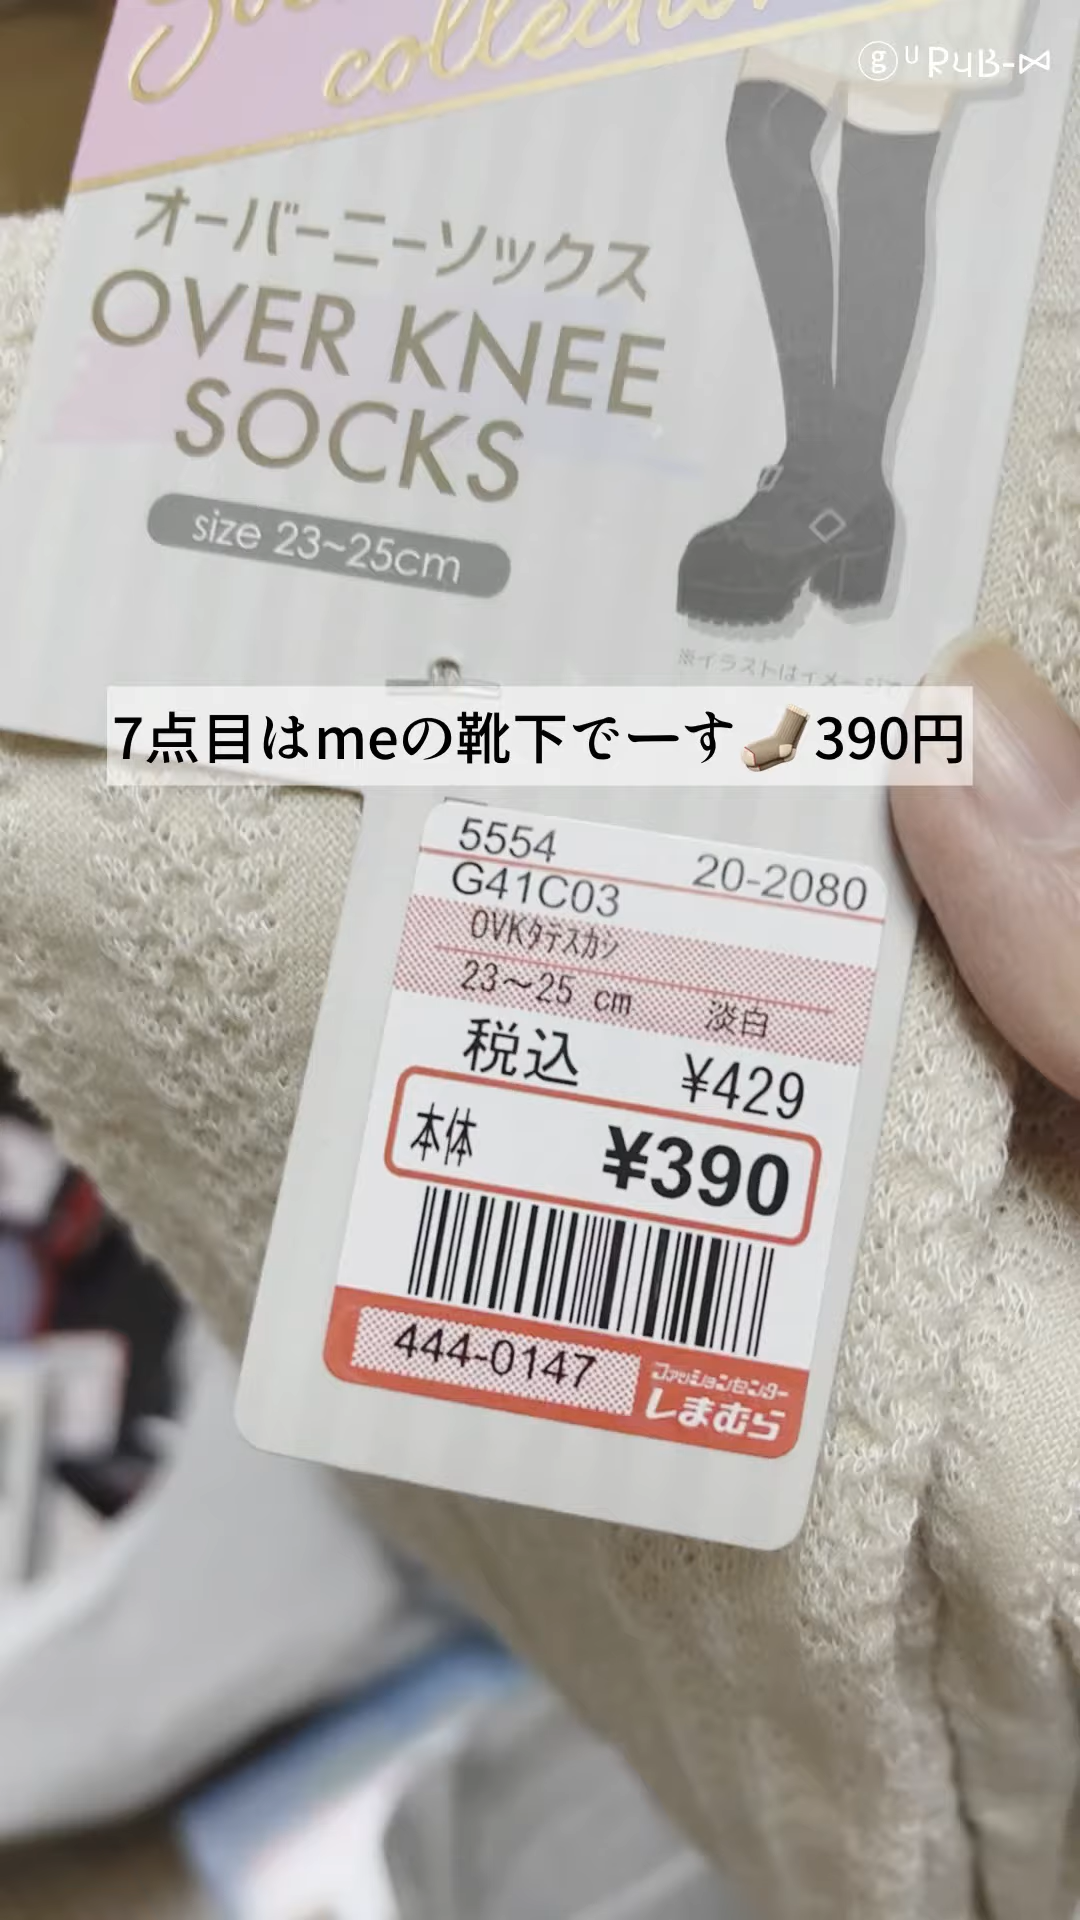 collection
gURYB-⋈
オーバーニーソックス
OVER KNEE
SOCKS
size 23~25cm
※イラストはイメージ
7点目はmeの靴下でーす🧦390円
5554 20-2080
G41C03
OVKタテスカシ
23～25 cm 淡白
税込 ¥429
本体 ¥390
444-0147
ファッションセンター
しまむら